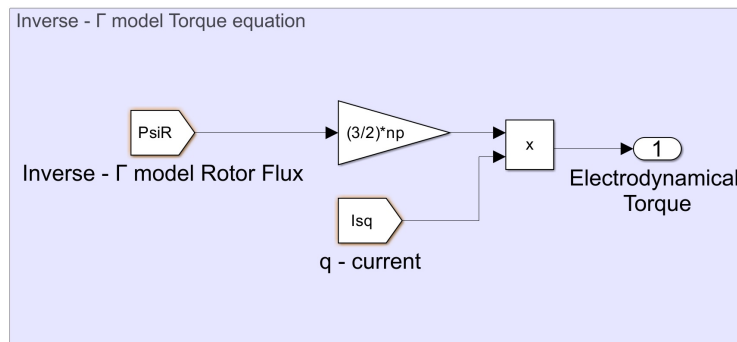 Inverse - Γ model Torque equation
PsiR
(3/2)*np
x
1
Inverse - Γ model Rotor Flux
Electrodynamical
Torque
Isq
q - current